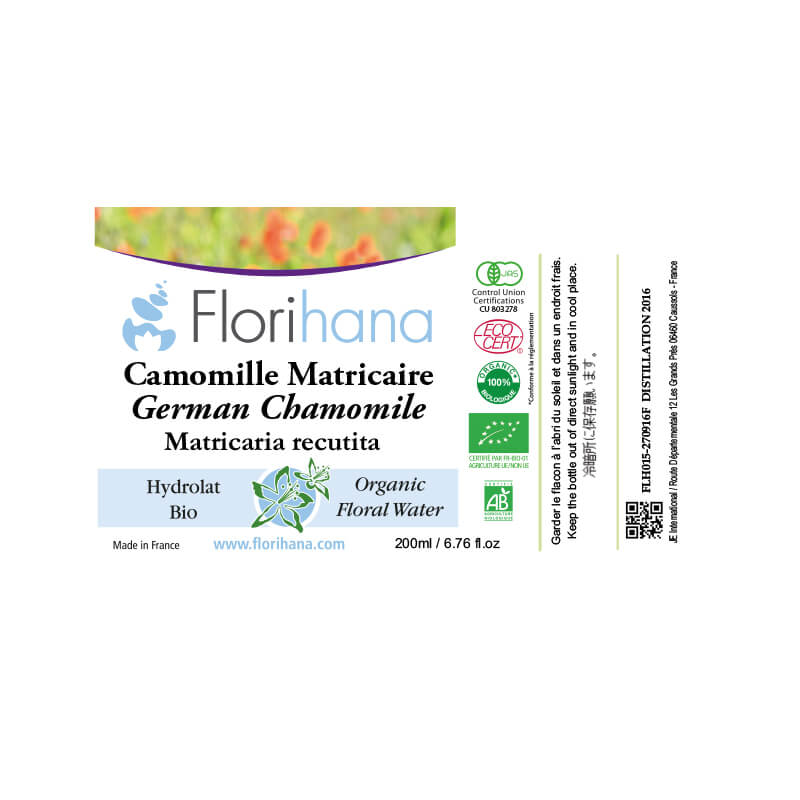 Florihana
Camomille Matricaire
German Chamomile
Matricaria recutita
Hydrolat
Bio
Organic
Floral Water
Made in France
www.florihana.com
200ml / 6.76 fl.oz
JAS
Control Union
Certifications
CU 803278
ECO
CERT
®
ORGANIC*
100%
BIOLOGIQUE
*Conforme à la réglementation
CERTIFIÉ PAR FR-BIO-01
AGRICULTURE UE/NON UE
CERTIFIÉ
AB
AGRICULTURE
BIOLOGIQUE
Garder le flacon à l'abri du soleil et dans un endroit frais.
Keep the bottle out of direct sunlight and in cool place.
冷暗所に保存願います。
FLH015-270916F DISTILLATION 2016
JE International / Route Départementale 12 Les Grands Près 06460 Caussols - France